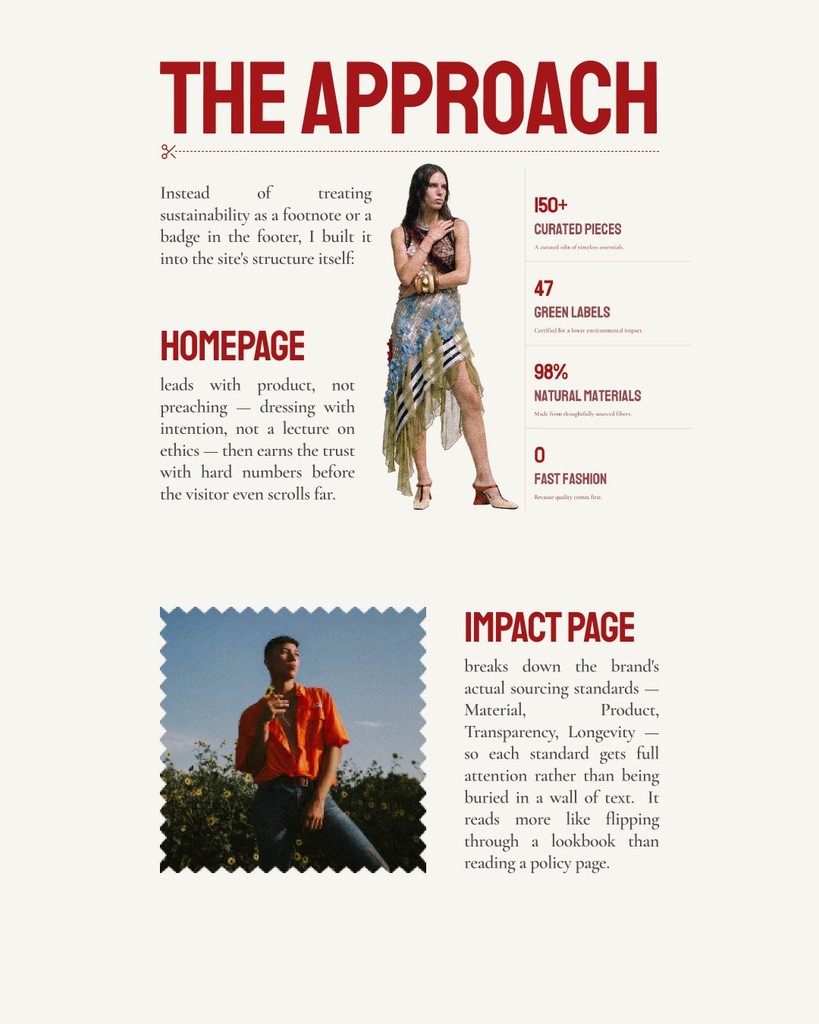 THE APPROACH
Instead of treating
sustainability as a footnote or a
badge in the footer, I built it
into the site's structure itself:
HOMEPAGE
leads with product, not
preaching — dressing with
intention, not a lecture on
ethics — then earns the trust
with hard numbers before
the visitor even scrolls far.
150+
CURATED PIECES
A curated edit of timeless essentials.
47
GREEN LABELS
Certified for a lower environmental impact.
98%
NATURAL MATERIALS
Made from thoughtfully sourced fibers.
0
FAST FASHION
Because quality comes first.
IMPACT PAGE
breaks down the brand's
actual sourcing standards —
Material, Product,
Transparency, Longevity —
so each standard gets full
attention rather than being
buried in a wall of text. It
reads more like flipping
through a lookbook than
reading a policy page.